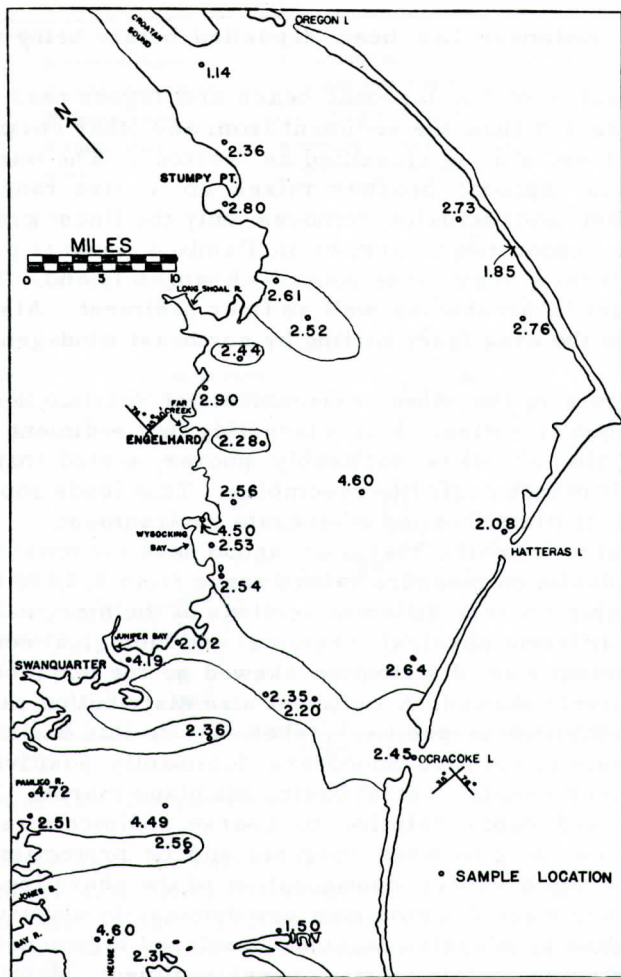 OREGON I.
CROATAN
SOUND
1.14
N
2.36
STUMPY PT.
2.80
2.73
MILES
0 5 10
1.85
LONG SHOAL R.
2.61
2.52
2.76
2.44
2.90
CREEK
ENGELHARD
2.28
4.60
2.56
4.50
WYSOCKING
BAY
2.53
2.08
HATTERAS I.
2.54
JUNIPER BAY
2.02
4.19
2.64
SWANQUARTER
2.35
2.20
2.36
2.45
OCRACOKE I.
PAMLICO R.
4.72
2.51
4.49
2.56
SAMPLE LOCATION
JONES B.
BAY R.
4.60
1.50
2.31